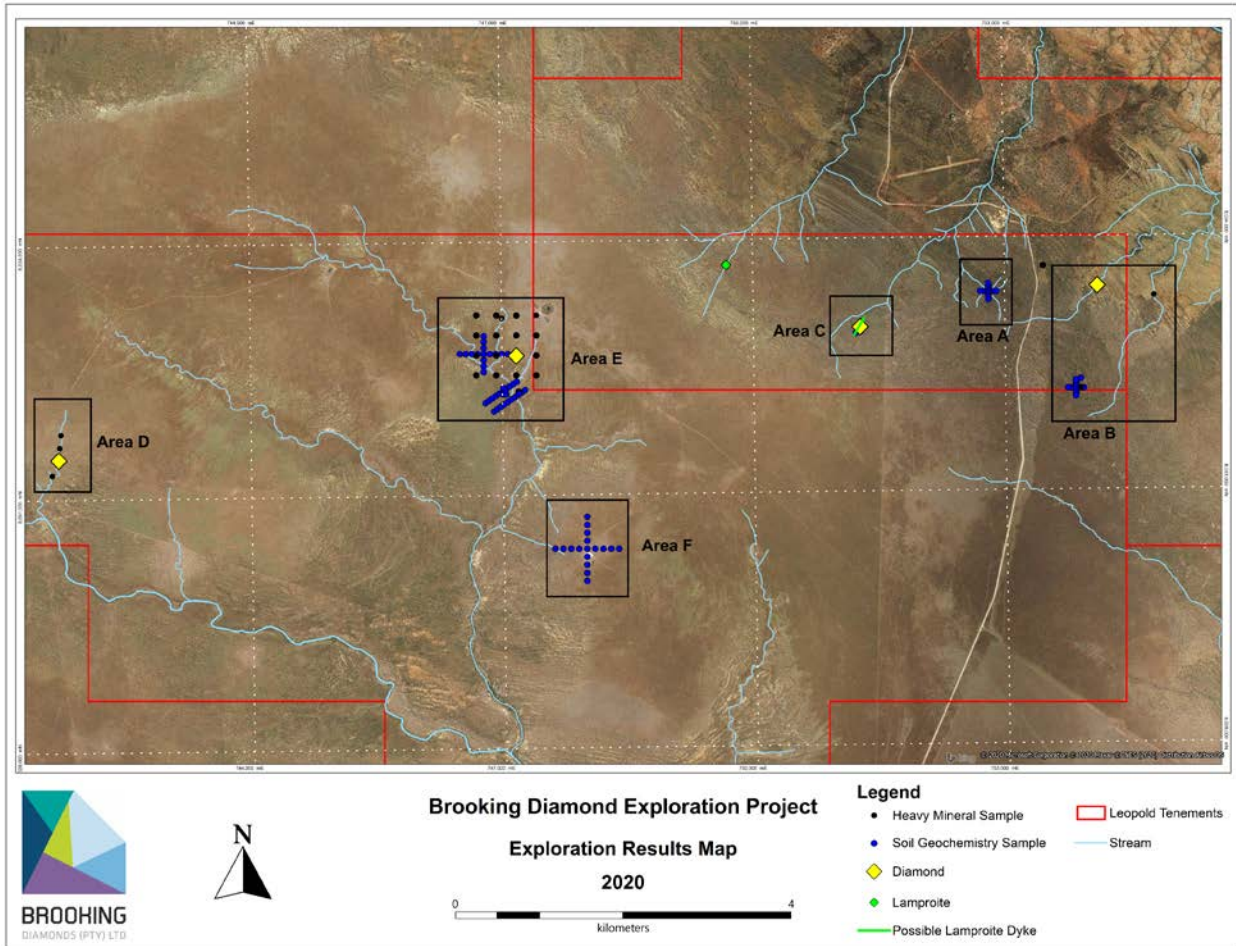 Area A
Area C
Area E
Area B
Area D
Area F
Brooking Diamond Exploration Project
Exploration Results Map
2020
N
0 4
kilometers
BROOKING
DIAMONDS (PTY) LTD
Legend
Heavy Mineral Sample
Soil Geochemistry Sample
Diamond
Lamproite
Possible Lamproite Dyke
Leopold Tenements
Stream